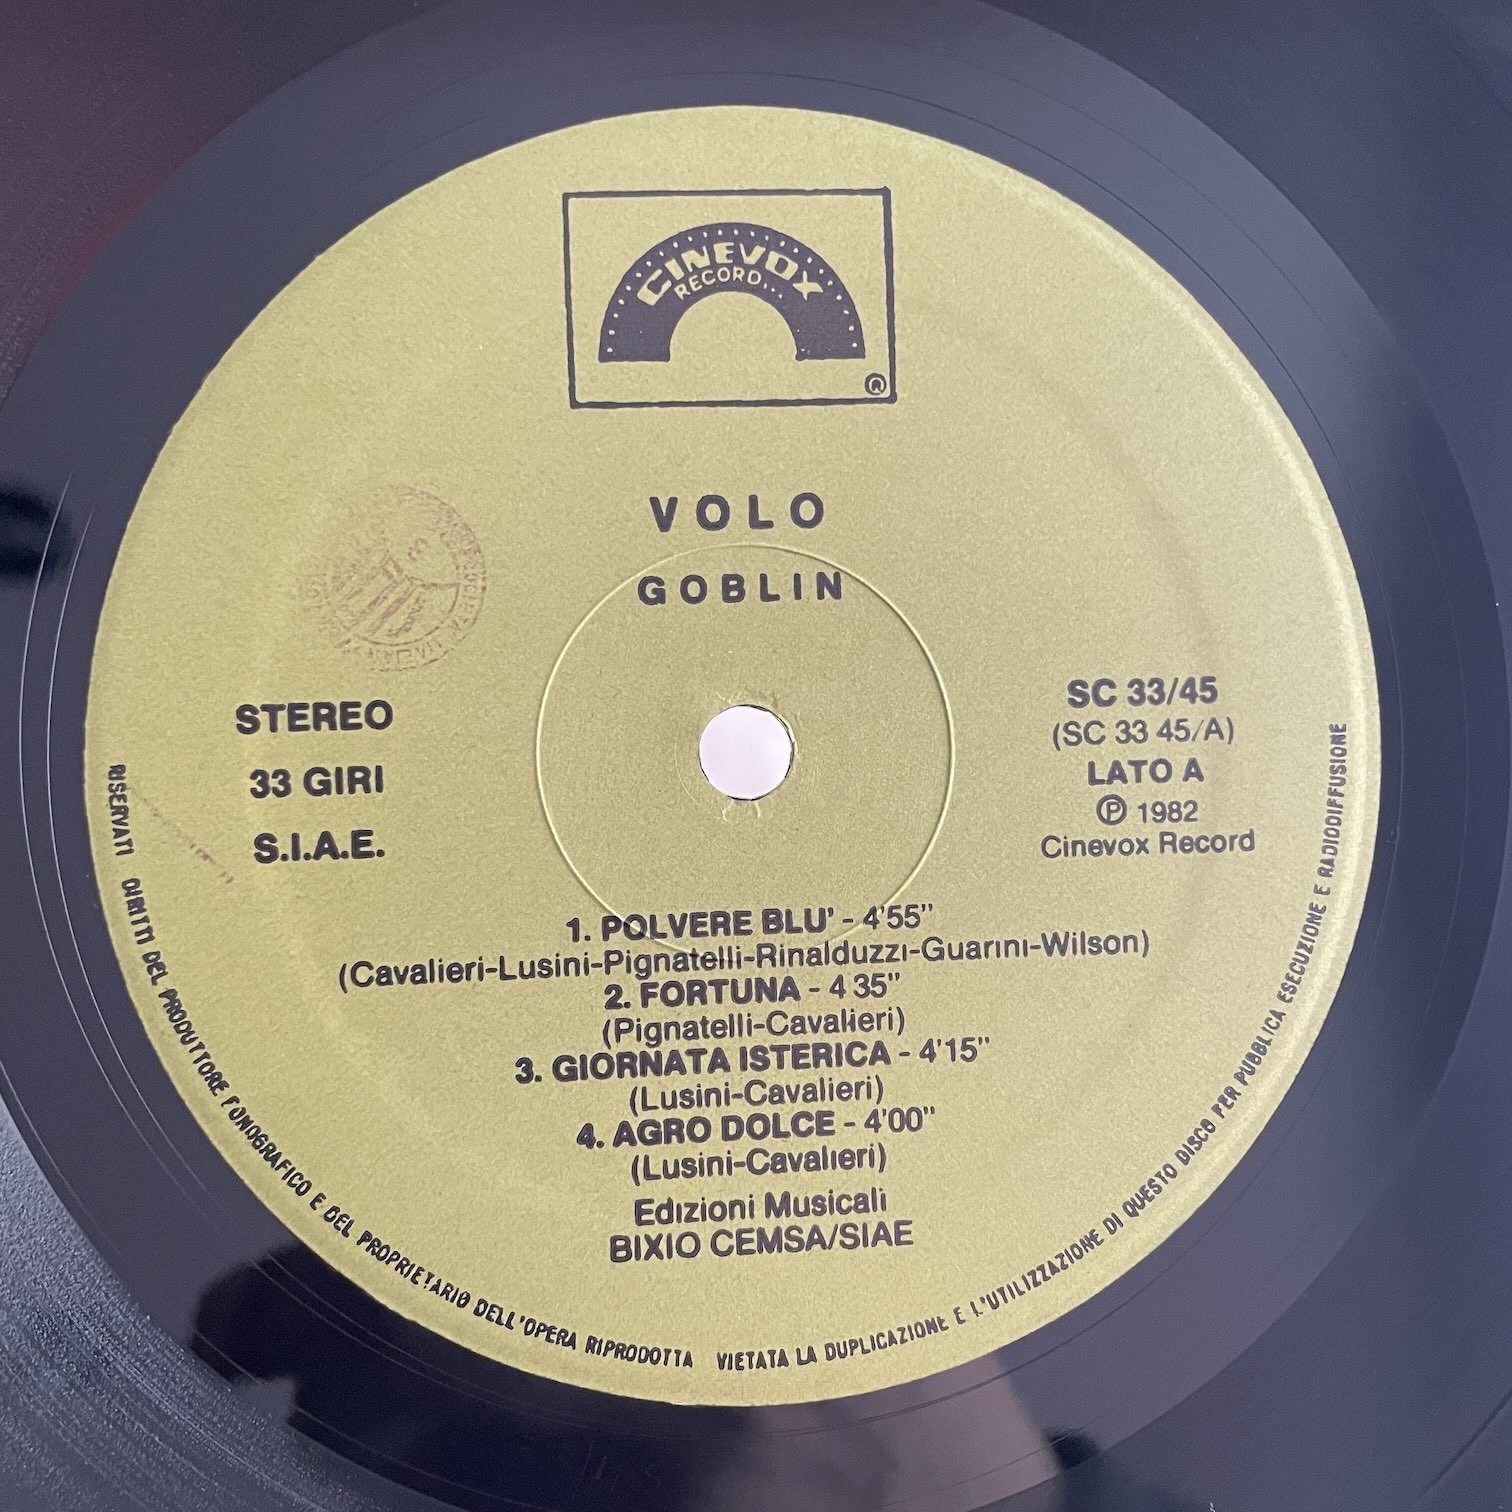 CINEVOX
RECORD...
VOLO
GOBLIN
STEREO
33 GIRI
S.I.A.E.
SC 33/45
(SC 33 45/A)
LATO A
℗ 1982
Cinevox Record
1. POLVERE BLU' - 4'55"
(Cavalieri-Lusini-Pignatelli-Rinalduzzi-Guarini-Wilson)
2. FORTUNA - 4 35"
(Pignatelli-Cavalieri)
3. GIORNATA ISTERICA - 4'15"
(Lusini-Cavalieri)
4. AGRO DOLCE - 4'00"
(Lusini-Cavalieri)
Edizioni Musicali
BIXIO CEMSA/SIAE
RISERVATI DIRITTI DEL PRODUTTORE FONOGRAFICO E DEL PROPRIETARIO DELL'OPERA RIPRODOTTA VIETATA LA DUPLICAZIONE E L'UTILIZZAZIONE DI QUESTO DISCO PER PUBBLICA ESECUZIONE E RADIODIFFUSIONE